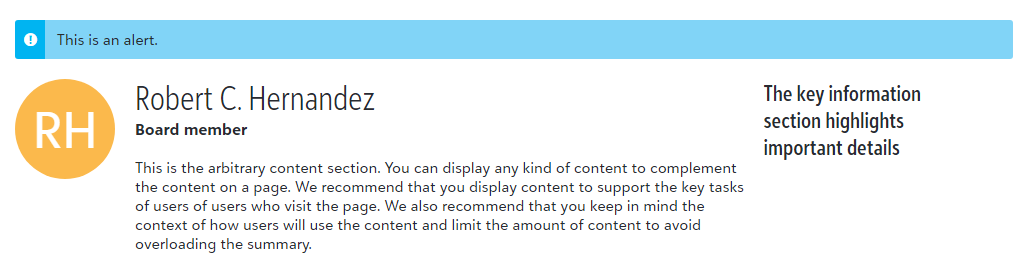 This is an alert.
RH
Robert C. Hernandez
Board member
This is the arbitrary content section. You can display any kind of content to complement
the content on a page. We recommend that you display content to support the key tasks
of users of users who visit the page. We also recommend that you keep in mind the
context of how users will use the content and limit the amount of content to avoid
overloading the summary.
The key information
section highlights
important details